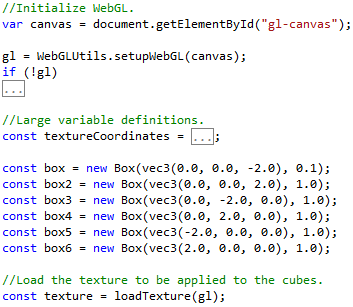 //Initialize WebGL.
var canvas = document.getElementById("gl-canvas");
gl = WebGLUtils.setupWebGL(canvas);
if (!gl)
...
//Large variable definitions.
const textureCoordinates = ...;
const box = new Box(vec3(0.0, 0.0, -2.0), 0.1);
const box2 = new Box(vec3(0.0, 0.0, 2.0), 1.0);
const box3 = new Box(vec3(0.0, -2.0, 0.0), 1.0);
const box4 = new Box(vec3(0.0, 2.0, 0.0), 1.0);
const box5 = new Box(vec3(-2.0, 0.0, 0.0), 1.0);
const box6 = new Box(vec3(2.0, 0.0, 0.0), 1.0);
//Load the texture to be applied to the cubes.
const texture = loadTexture(gl);